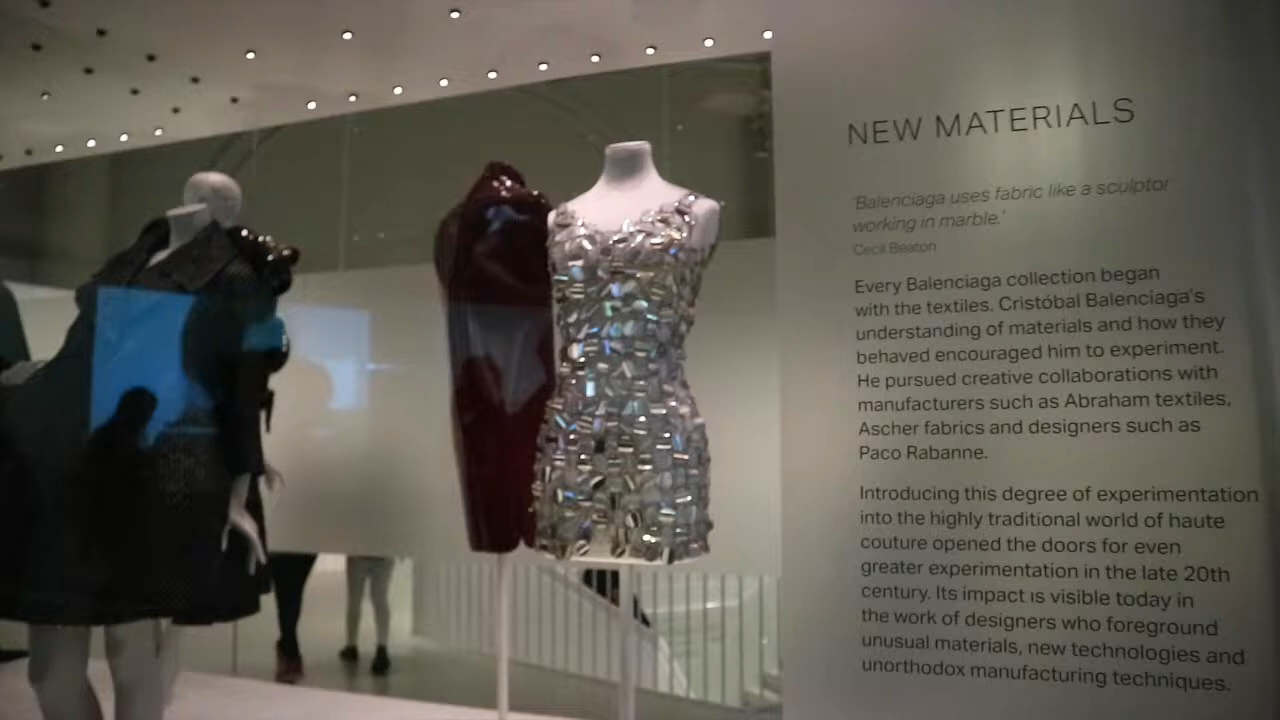 NEW MATERIALS
'Balenciaga uses fabric like a sculptor
working in marble.'
Cecil Beaton
Every Balenciaga collection began
with the textiles. Cristóbal Balenciaga's
understanding of materials and how they
behaved encouraged him to experiment.
He pursued creative collaborations with
manufacturers such as Abraham textiles,
Ascher fabrics and designers such as
Paco Rabanne.
Introducing this degree of experimentation
into the highly traditional world of haute
couture opened the doors for even
greater experimentation in the late 20th
century. Its impact is visible today in
the work of designers who foreground
unusual materials, new technologies and
unorthodox manufacturing techniques.